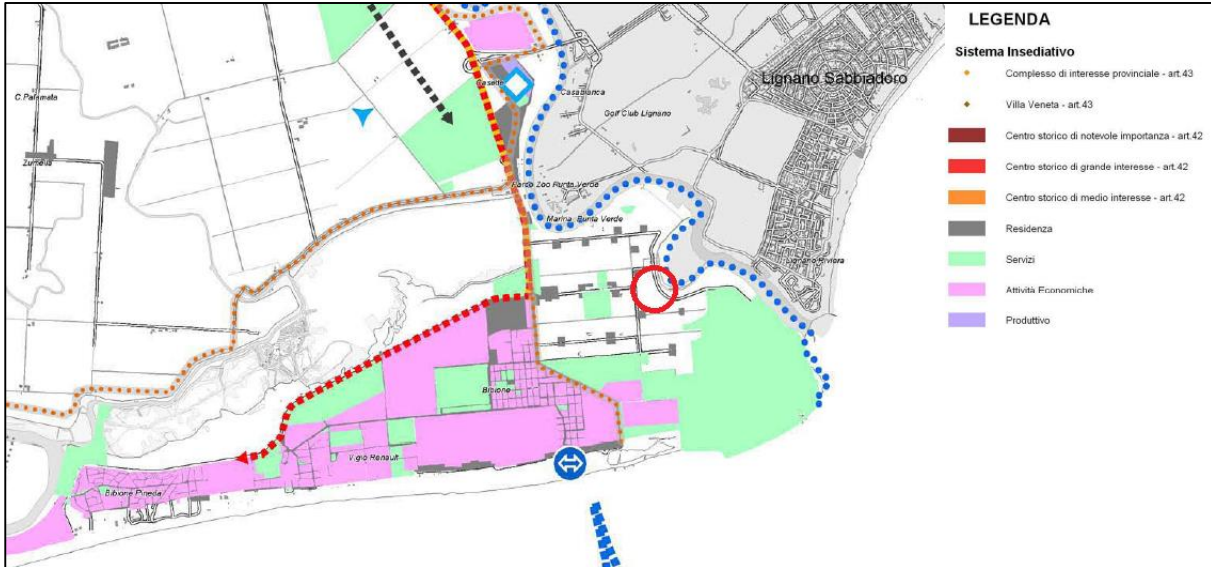 LEGENDA
Sistema Insediativo
Complesso di interesse provinciale - art.43
Villa Veneta - art.43
Centro storico di notevole importanza - art.42
Centro storico di grande interesse - art.42
Centro storico di medio interesse - art.42
Residenza
Servizi
Attività Economiche
Produttivo
Lignano Sabbiadoro
C.Palamata
Casabianca
Golf Club Lignano
Parco Zoo Punta Verde
Marina Punta Verde
Lignano Riviera
Bibione
V.gio Renault
Bibione Pineda